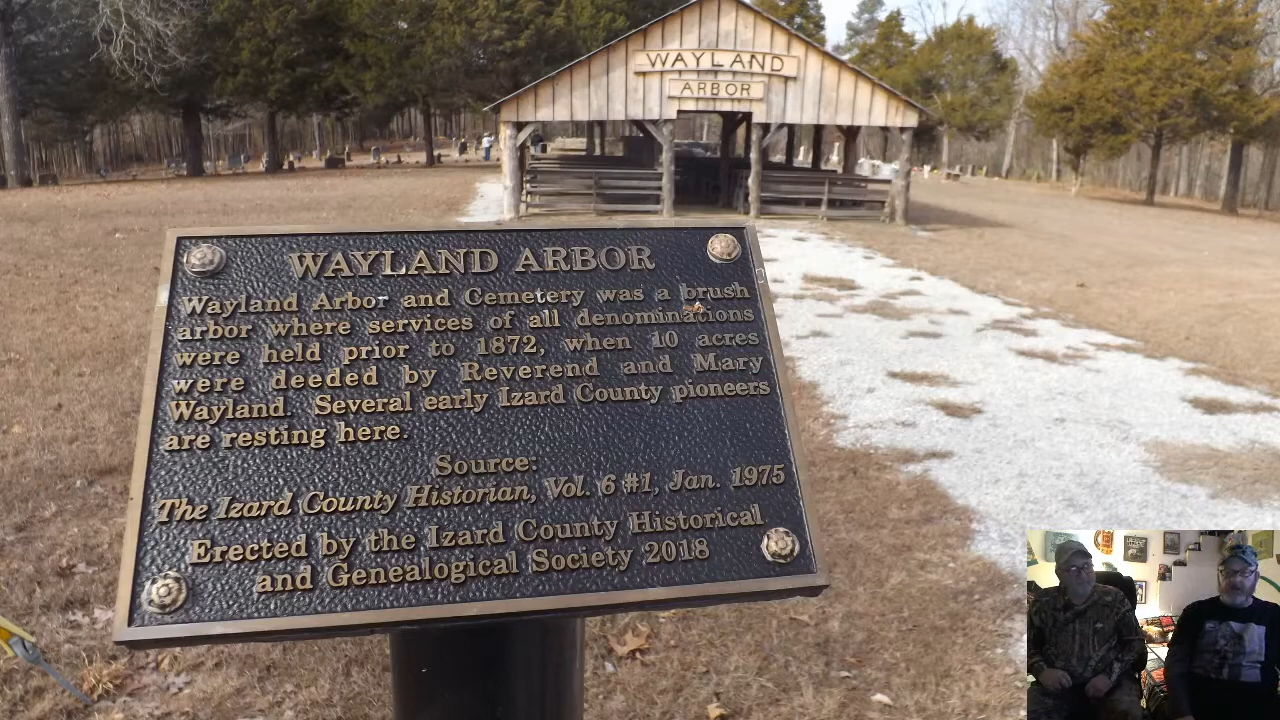 WAYLAND
ARBOR
WAYLAND ARBOR
Wayland Arbor and Cemetery was a brush
arbor where services of all denominations
were held prior to 1872, when 10 acres
were deeded by Reverend and Mary
Wayland. Several early Izard County pioneers
are resting here.
Source:
The Izard County Historian, Vol. 6 #1, Jan. 1975
Erected by the Izard County Historical
and Genealogical Society 2018